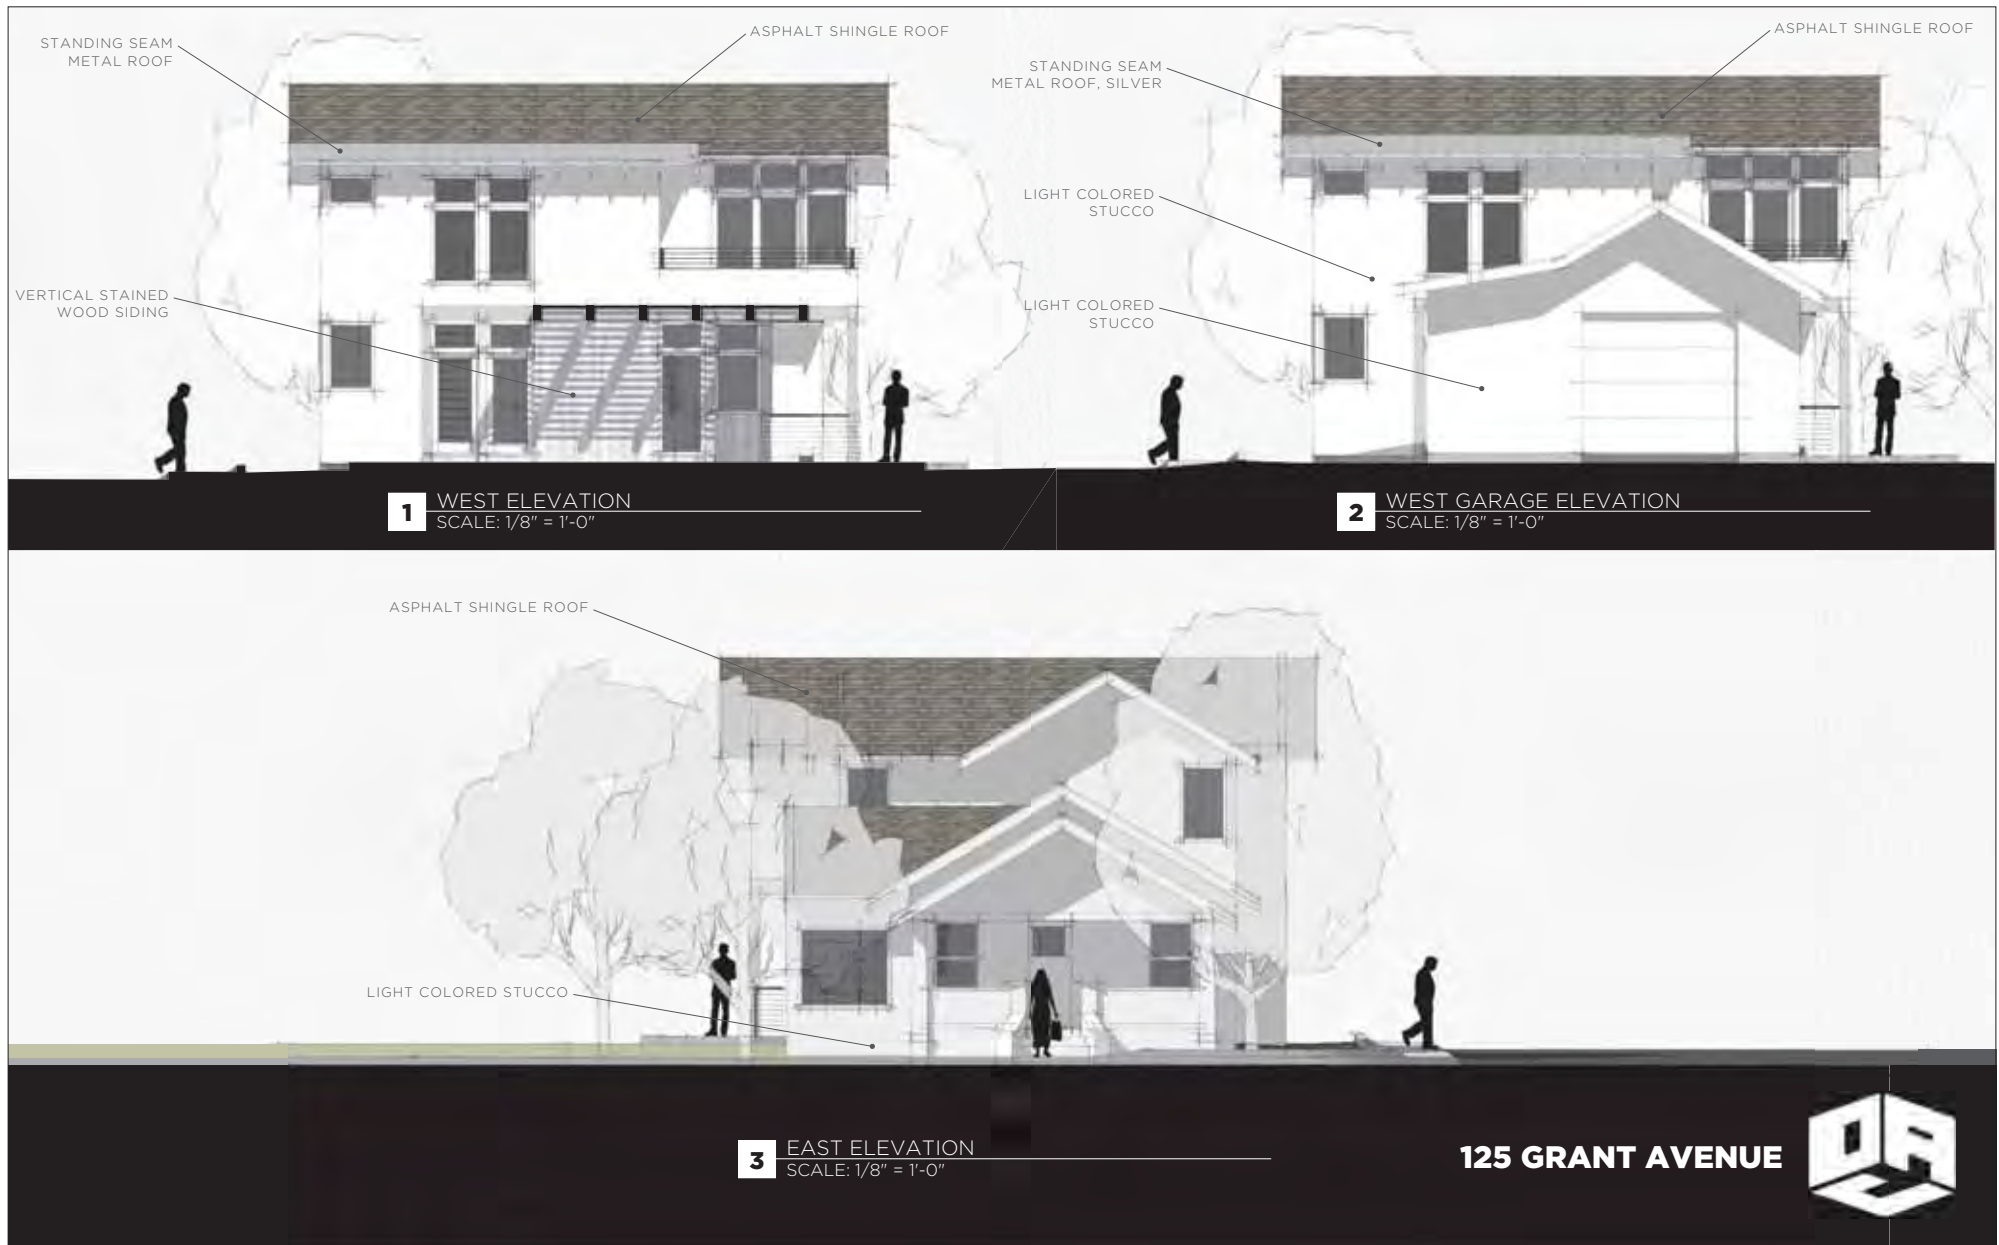 STANDING SEAM
METAL ROOF
ASPHALT SHINGLE ROOF
VERTICAL STAINED
WOOD SIDING
1
WEST ELEVATION
SCALE: 1/8" = 1'-0"
STANDING SEAM
METAL ROOF, SILVER
ASPHALT SHINGLE ROOF
LIGHT COLORED
STUCCO
LIGHT COLORED
STUCCO
2
WEST GARAGE ELEVATION
SCALE: 1/8" = 1'-0"
ASPHALT SHINGLE ROOF
LIGHT COLORED STUCCO
3
EAST ELEVATION
SCALE: 1/8" = 1'-0"
125 GRANT AVENUE